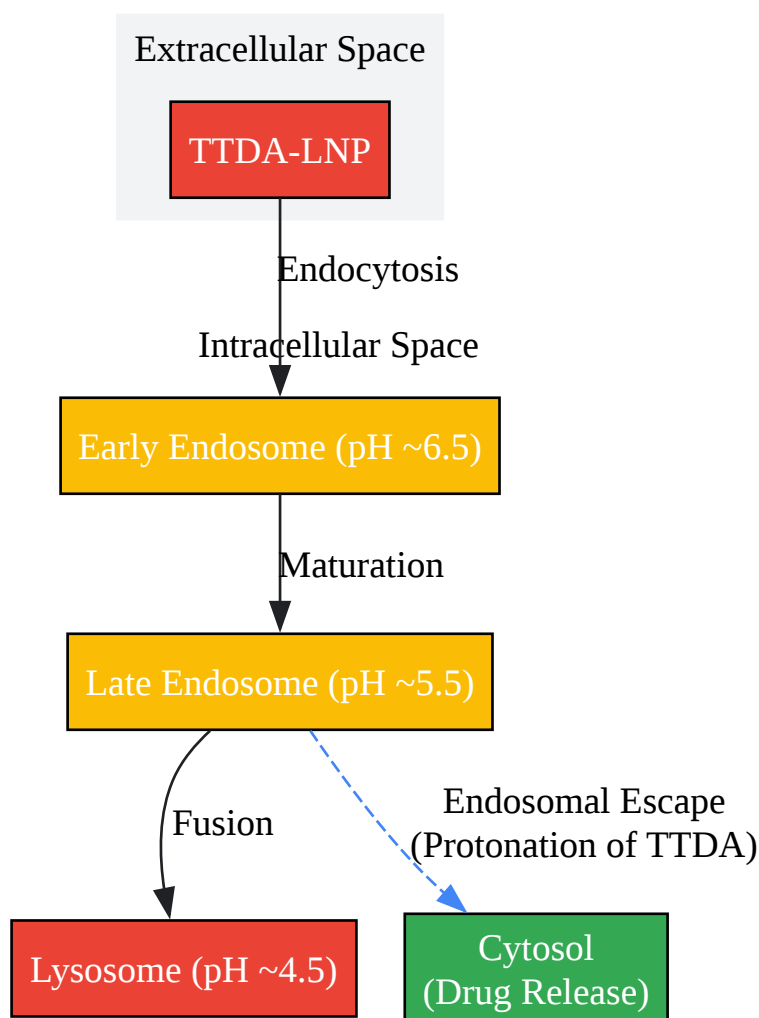 Extracellular Space
TTDA-LNP
Endocytosis
Intracellular Space
Early Endosome (pH ~6.5)
Maturation
Late Endosome (pH ~5.5)
Fusion
Endosomal Escape
(Protonation of TTDA)
Lysosome (pH ~4.5)
Cytosol
(Drug Release)